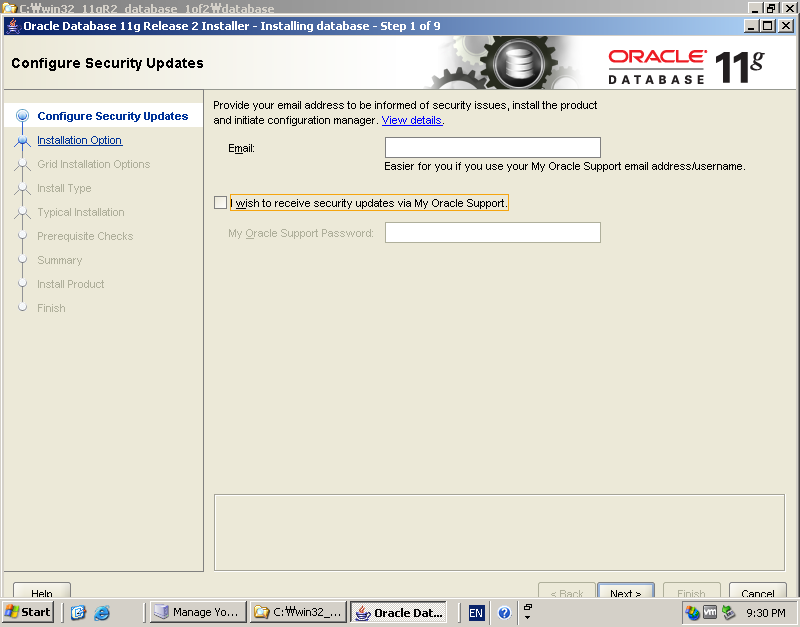 C:₩win32_11gR2_database_1of2₩database
Oracle Database 11g Release 2 Installer - Installing database - Step 1 of 9
Configure Security Updates
ORACLE
DATABASE 11g
Configure Security Updates
Installation Option
Grid Installation Options
Install Type
Typical Installation
Prerequisite Checks
Summary
Install Product
Finish
Provide your email address to be informed of security issues, install the product
and initiate configuration manager. View details.
Email:
Easier for you if you use your My Oracle Support email address/username.
I wish to receive security updates via My Oracle Support.
My Oracle Support Password:
Help
< Back
Next >
Finish
Cancel
Start
Manage Yo...
C:₩win32_...
Oracle Dat...
EN
9:30 PM